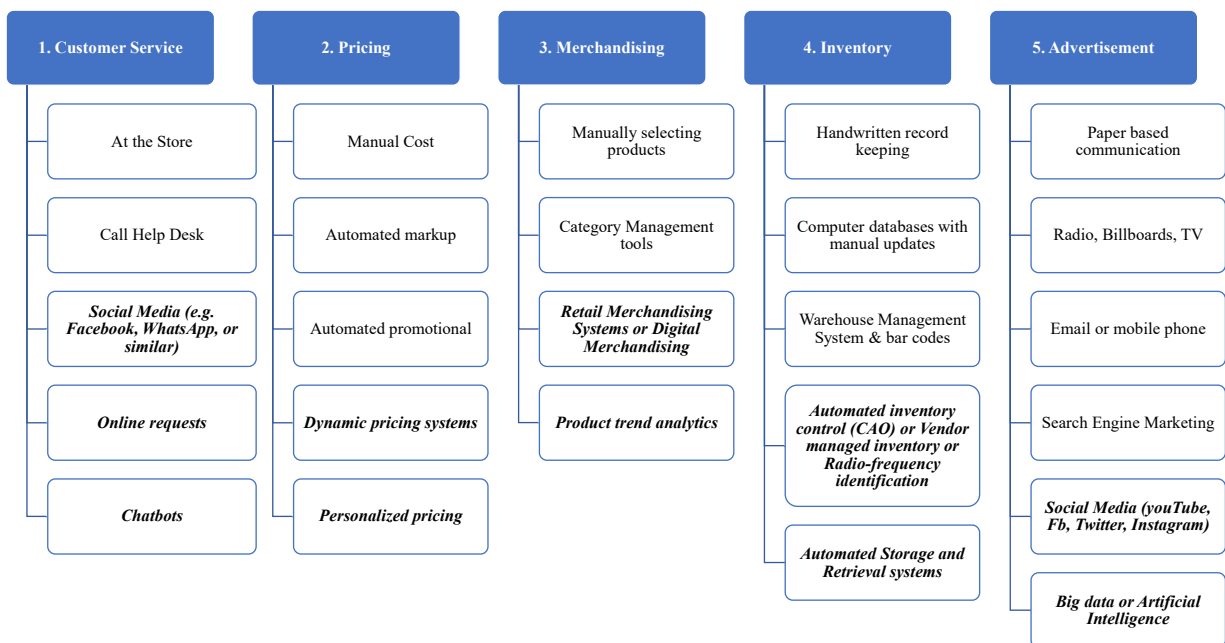 1. Customer Service
At the Store
Call Help Desk
Social Media (e.g.
Facebook, WhatsApp, or
similar)
Online requests
Chatbots
2. Pricing
Manual Cost
Automated markup
Automated promotional
Dynamic pricing systems
Personalized pricing
3. Merchandising
Manually selecting
products
Category Management
tools
Retail Merchandising
Systems or Digital
Merchandising
Product trend analytics
4. Inventory
Handwritten record
keeping
Computer databases with
manual updates
Warehouse Management
System & bar codes
Automated inventory
control (CAO) or Vendor
managed inventory or
Radio-frequency
identification
Automated Storage and
Retrieval systems
5. Advertisement
Paper based
communication
Radio, Billboards, TV
Email or mobile phone
Search Engine Marketing
Social Media (youTube,
Fb, Twitter, Instagram)
Big data or Artificial
Intelligence